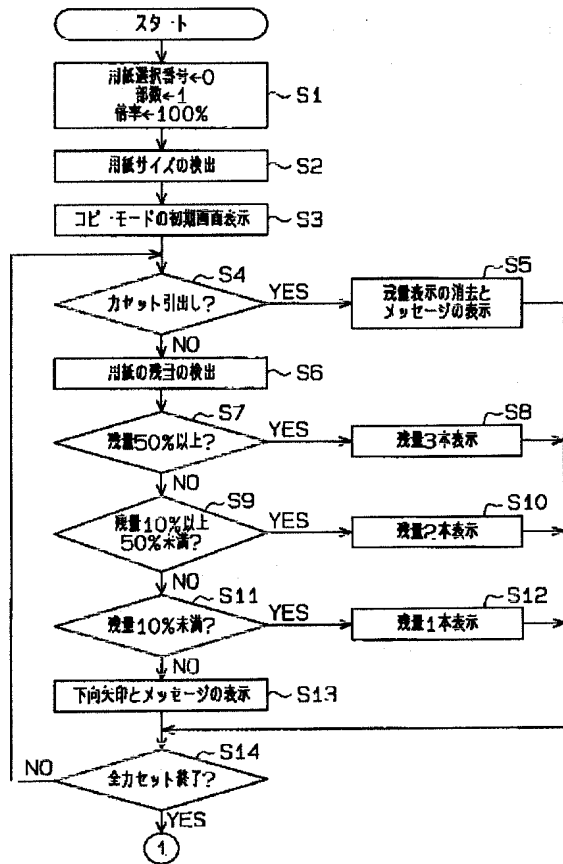 スタート
用紙選択番号←0
部数←1
倍率←100%
S1
用紙サイズの検出
S2
コピーモードの初期画面表示
S3
S4
カセット引出し?
YES
S5
残量表示の消去と
メッセージの表示
NO
用紙の残量の検出
S6
S7
残量50%以上?
YES
S8
残量3本表示
NO
S9
残量10%以上
50%未満?
YES
S10
残量2本表示
NO
S11
残量10%未満?
YES
S12
残量1本表示
NO
下向矢印とメッセージの表示
S13
S14
NO
全カセット終了?
YES
1